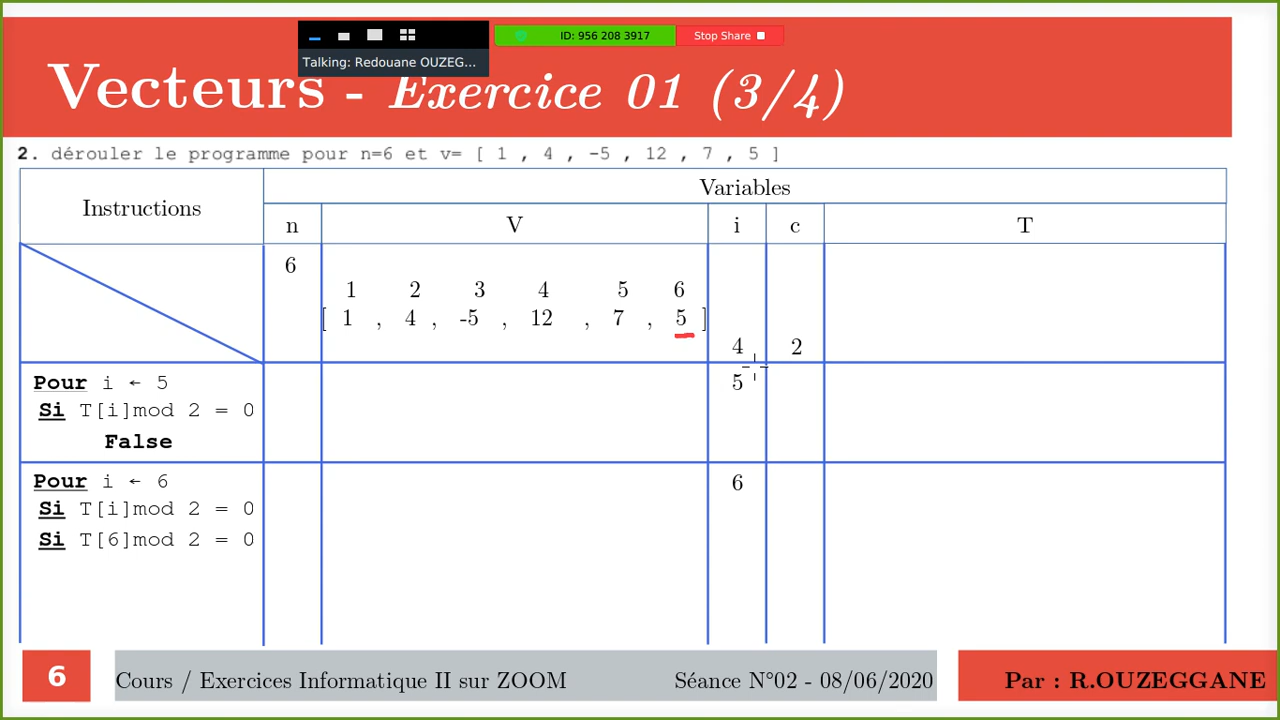 ID: 956 208 3917
Stop Share
Talking: Redouane OUZEG...
Vecteurs - Exercice 01 (3/4)
2. dérouler le programme pour n=6 et v= [ 1 , 4 , -5 , 12 , 7 , 5 ]
Instructions
Variables
n V i c T
6
1 2 3 4 5 6
[ 1 , 4 , -5 , 12 , 7 , 5 ]
4 2
Pour i ← 5
5
Si T[i]mod 2 = 0
False
Pour i ← 6
6
Si T[i]mod 2 = 0
Si T[6]mod 2 = 0
6
Cours / Exercices Informatique II sur ZOOM
Séance N°02 - 08/06/2020
Par : R.OUZEGGANE